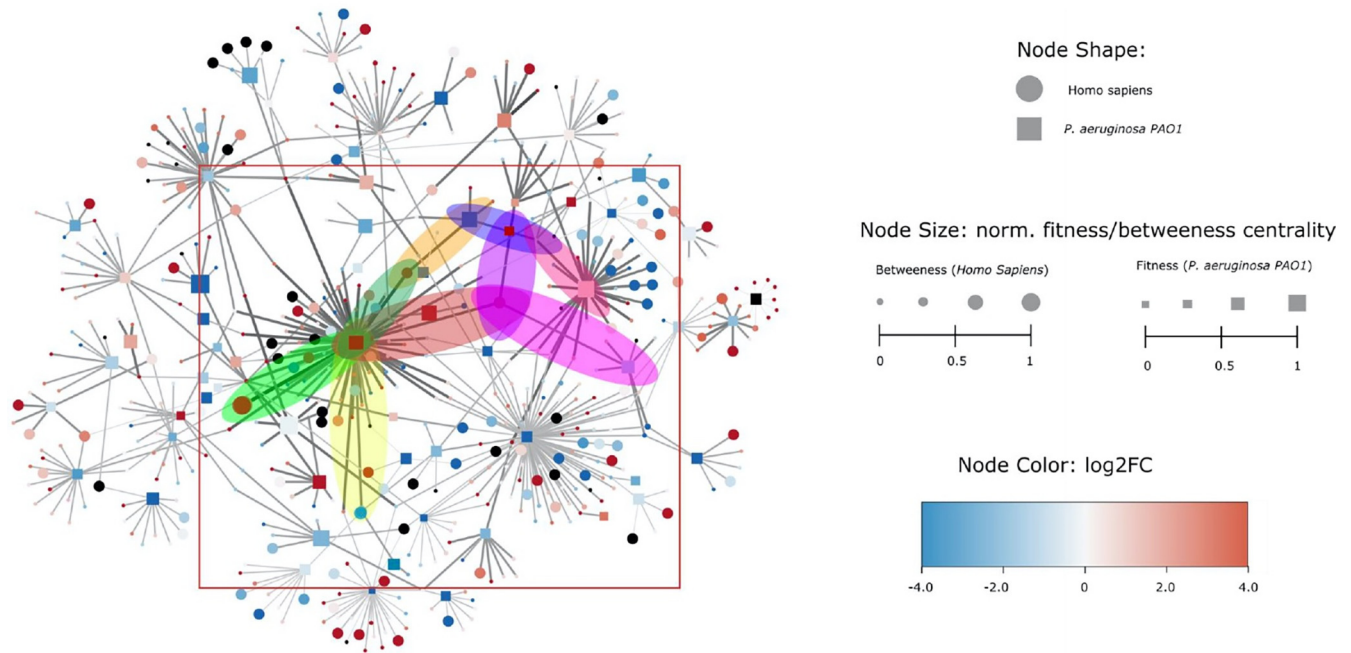 Node Shape:
Homo sapiens
P. aeruginosa PAO1
Node Size: norm. fitness/betweeness centrality
Betweeness (Homo Sapiens)
Fitness (P. aeruginosa PAO1)
0 0.5 1
0 0.5 1
Node Color: log2FC
-4.0 -2.0 0 2.0 4.0